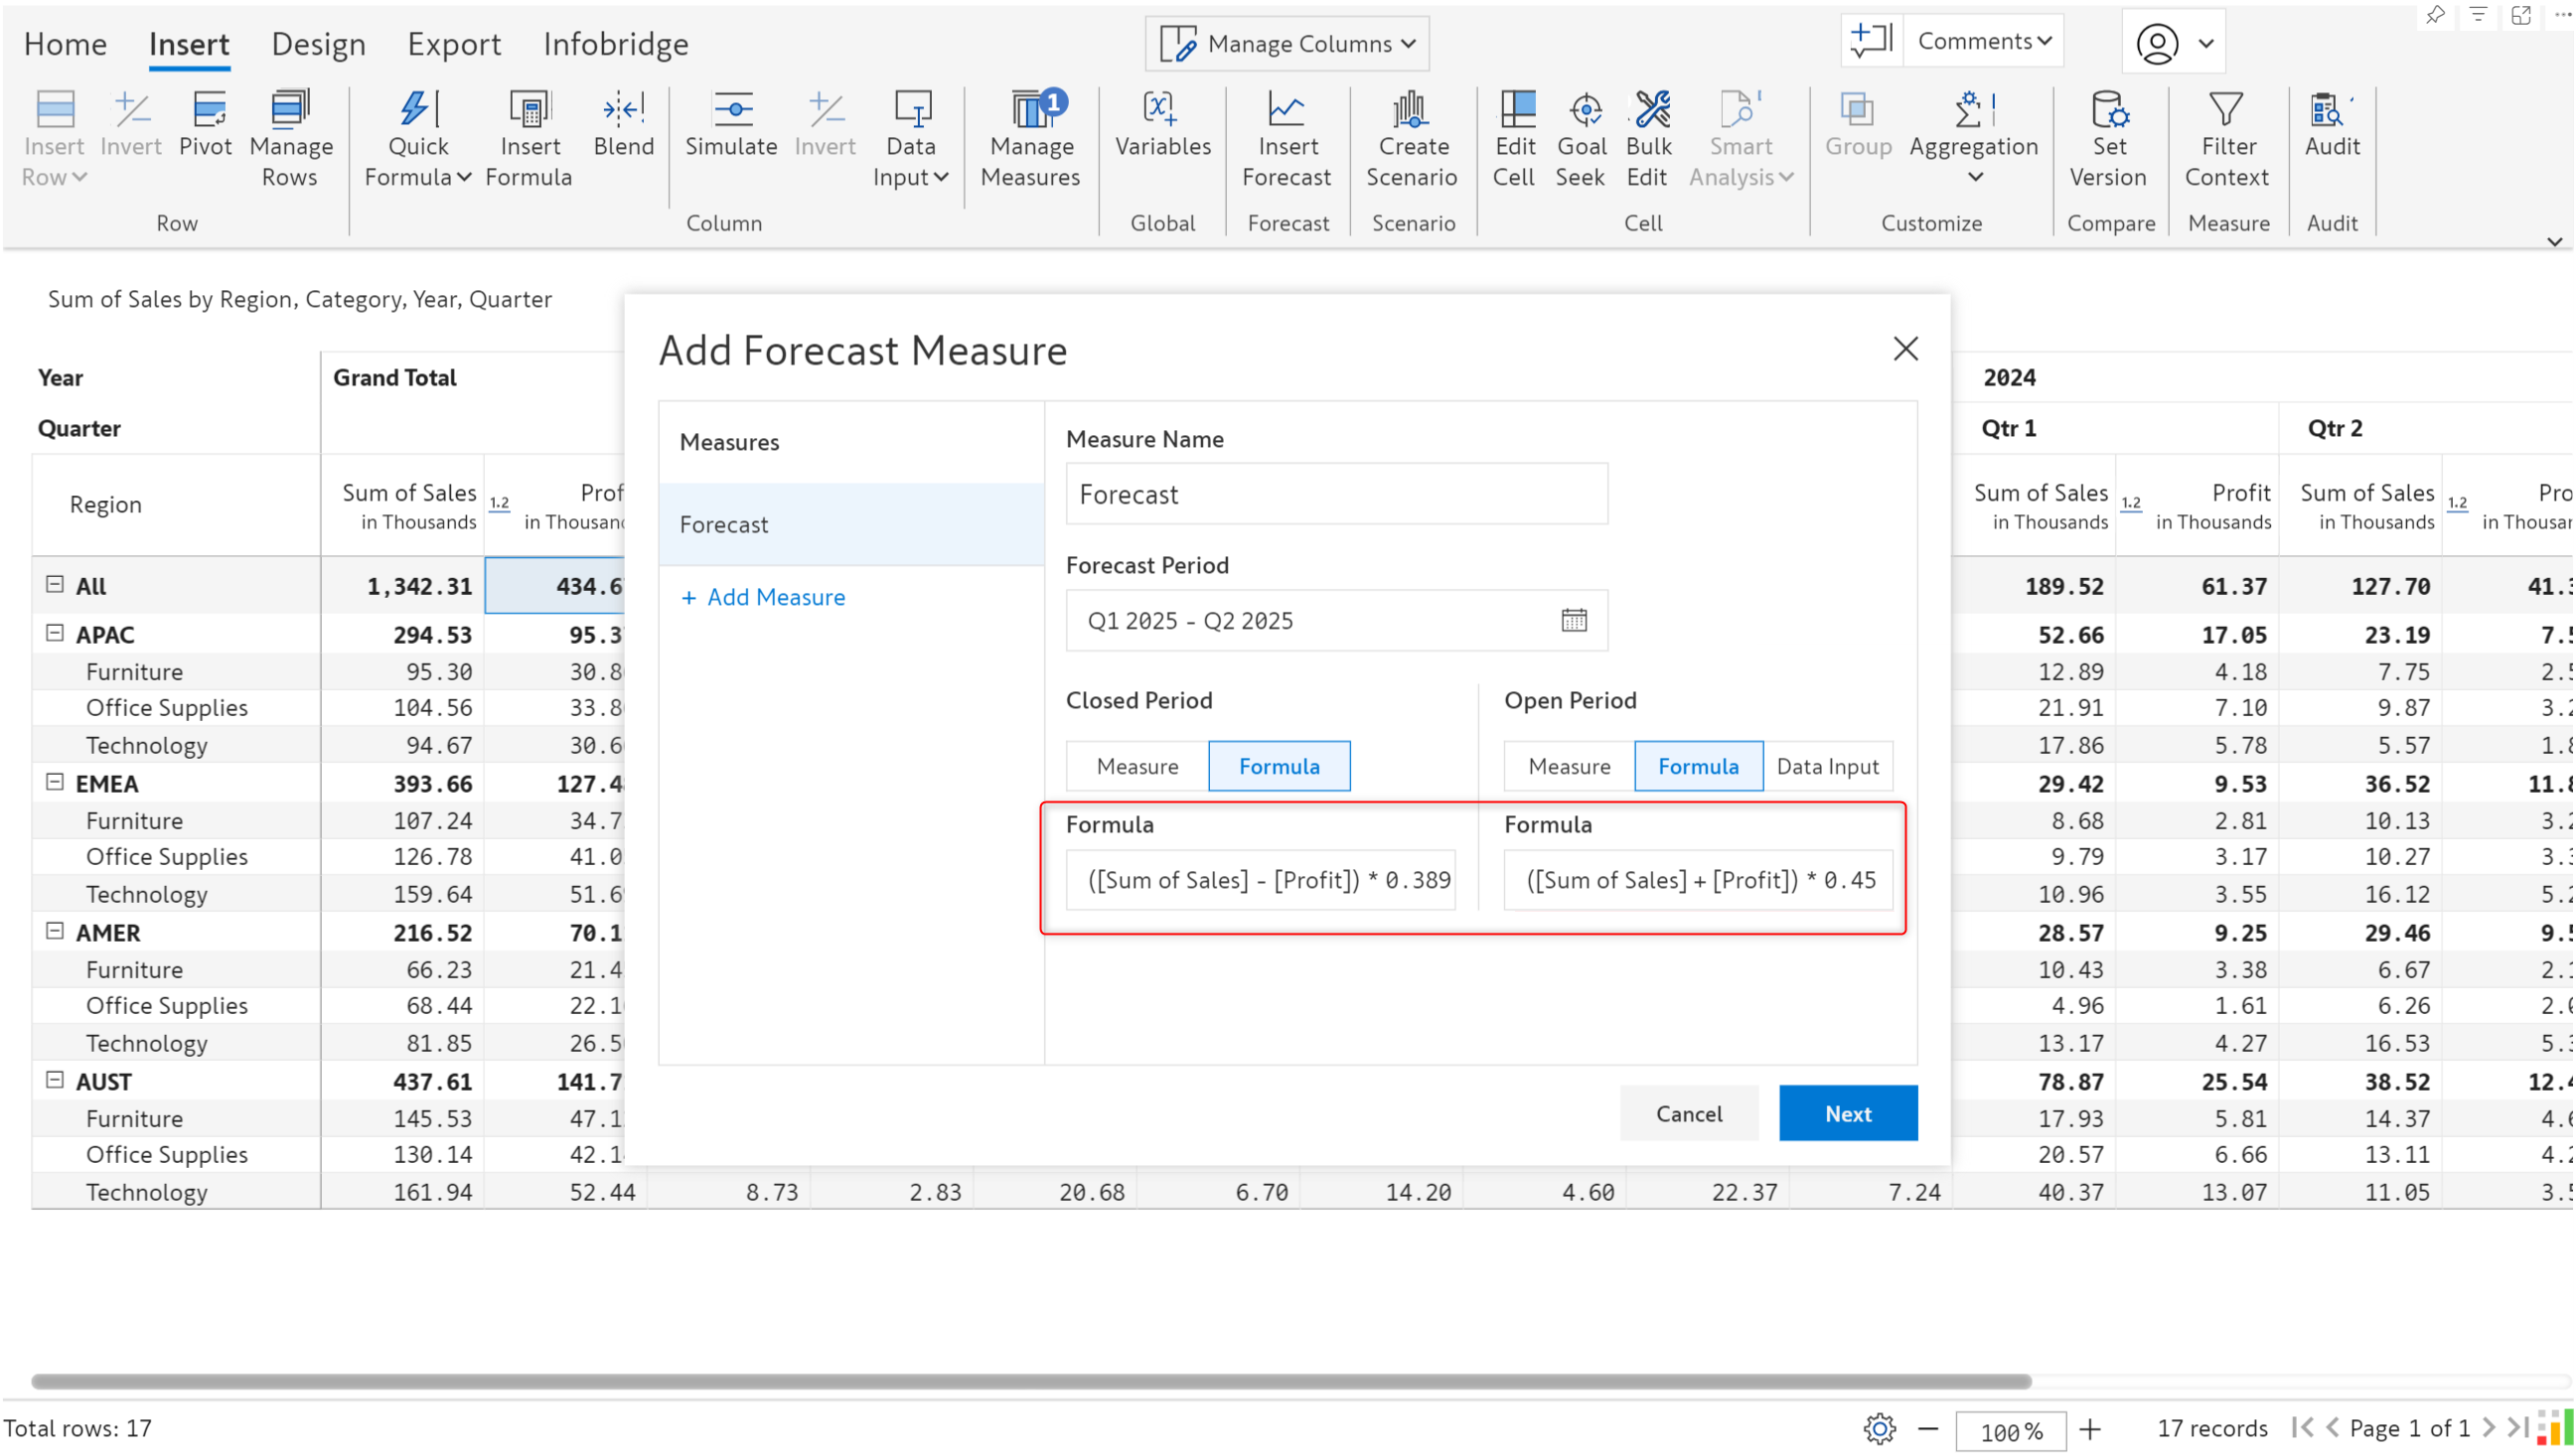 Home Insert Design Export Infobridge Manage Columns Comments
Insert Row Invert Pivot Manage Rows Quick Formula Insert Formula Blend Simulate Invert Data Input Manage Measures 1 Variables Insert Forecast Create Scenario Edit Cell Goal Seek Bulk Edit Smart Analysis Group Aggregation Set Version Filter Context Audit
Row Column Global Forecast Scenario Cell Customize Compare Measure Audit
Sum of Sales by Region, Category, Year, Quarter
Year Grand Total 2024
Quarter Qtr 1 Qtr 2
Region Sum of Sales in Thousands 1.2 Prof in Thousand Sum of Sales in Thousands 1.2 Profit in Thousands Sum of Sales in Thousands 1.2 Pro in Thousan
All 1,342.31 434.6 189.52 61.37 127.70 41.3
APAC 294.53 95.3 52.66 17.05 23.19 7.5
Furniture 95.30 30.8 12.89 4.18 7.75 2.5
Office Supplies 104.56 33.8 21.91 7.10 9.87 3.2
Technology 94.67 30.6 17.86 5.78 5.57 1.8
EMEA 393.66 127.4 29.42 9.53 36.52 11.8
Furniture 107.24 34.7 8.68 2.81 10.13 3.2
Office Supplies 126.78 41.0 9.79 3.17 10.27 3.3
Technology 159.64 51.6 10.96 3.55 16.12 5.2
AMER 216.52 70.1 28.57 9.25 29.46 9.5
Furniture 66.23 21.4 10.43 3.38 6.67 2.1
Office Supplies 68.44 22.1 4.96 1.61 6.26 2.0
Technology 81.85 26.5 13.17 4.27 16.53 5.3
AUST 437.61 141.7 78.87 25.54 38.52 12.4
Furniture 145.53 47.1 17.93 5.81 14.37 4.6
Office Supplies 130.14 42.1 20.57 6.66 13.11 4.2
Technology 161.94 52.44 8.73 2.83 20.68 6.70 14.20 4.60 22.37 7.24 40.37 13.07 11.05 3.5
Add Forecast Measure
Measures
Forecast
+ Add Measure
Measure Name
Forecast
Forecast Period
Q1 2025 - Q2 2025
Closed Period Open Period
Measure Formula Measure Formula Data Input
Formula Formula
([Sum of Sales] - [Profit]) * 0.389 ([Sum of Sales] + [Profit]) * 0.45
Cancel Next
Total rows: 17 100% 17 records Page 1 of 1